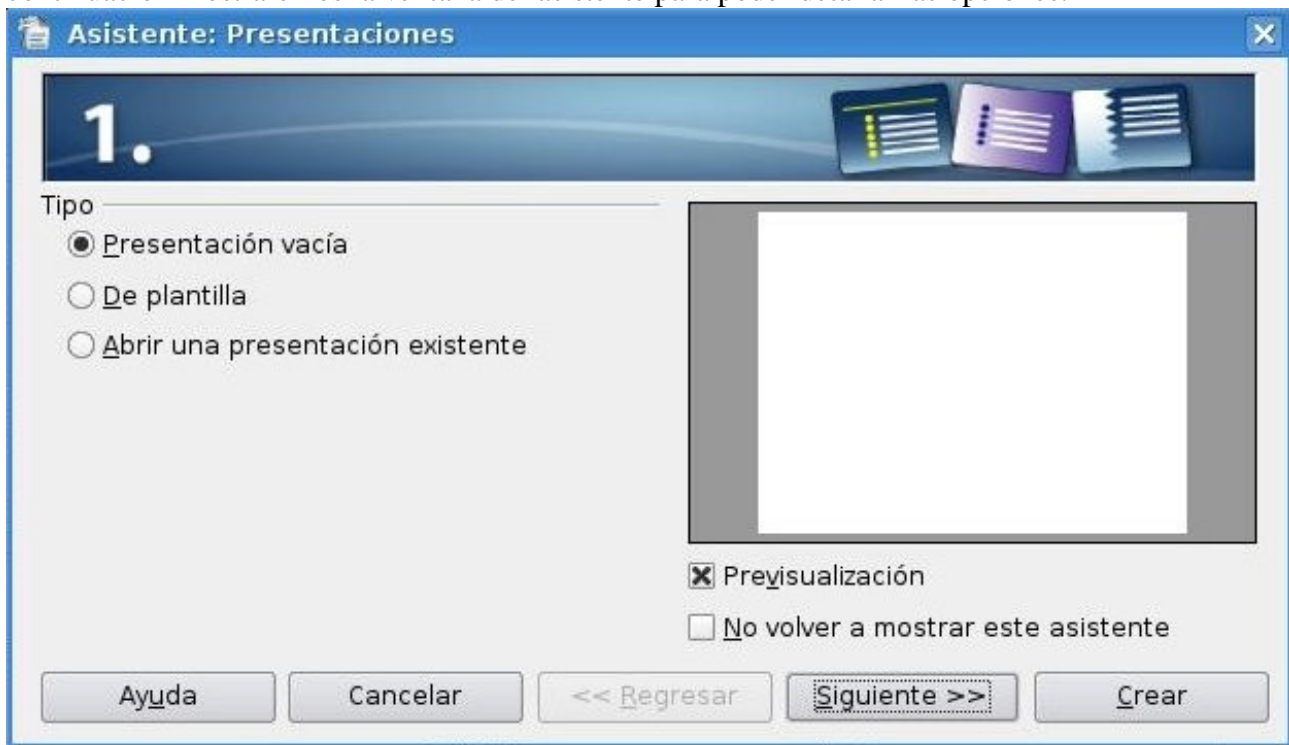 Asistente: Presentaciones
1.
Tipo
Presentación vacía
De plantilla
Abrir una presentación existente
Previsualización
No volver a mostrar este asistente
Ayuda Cancelar << Regresar Siguiente >> Crear